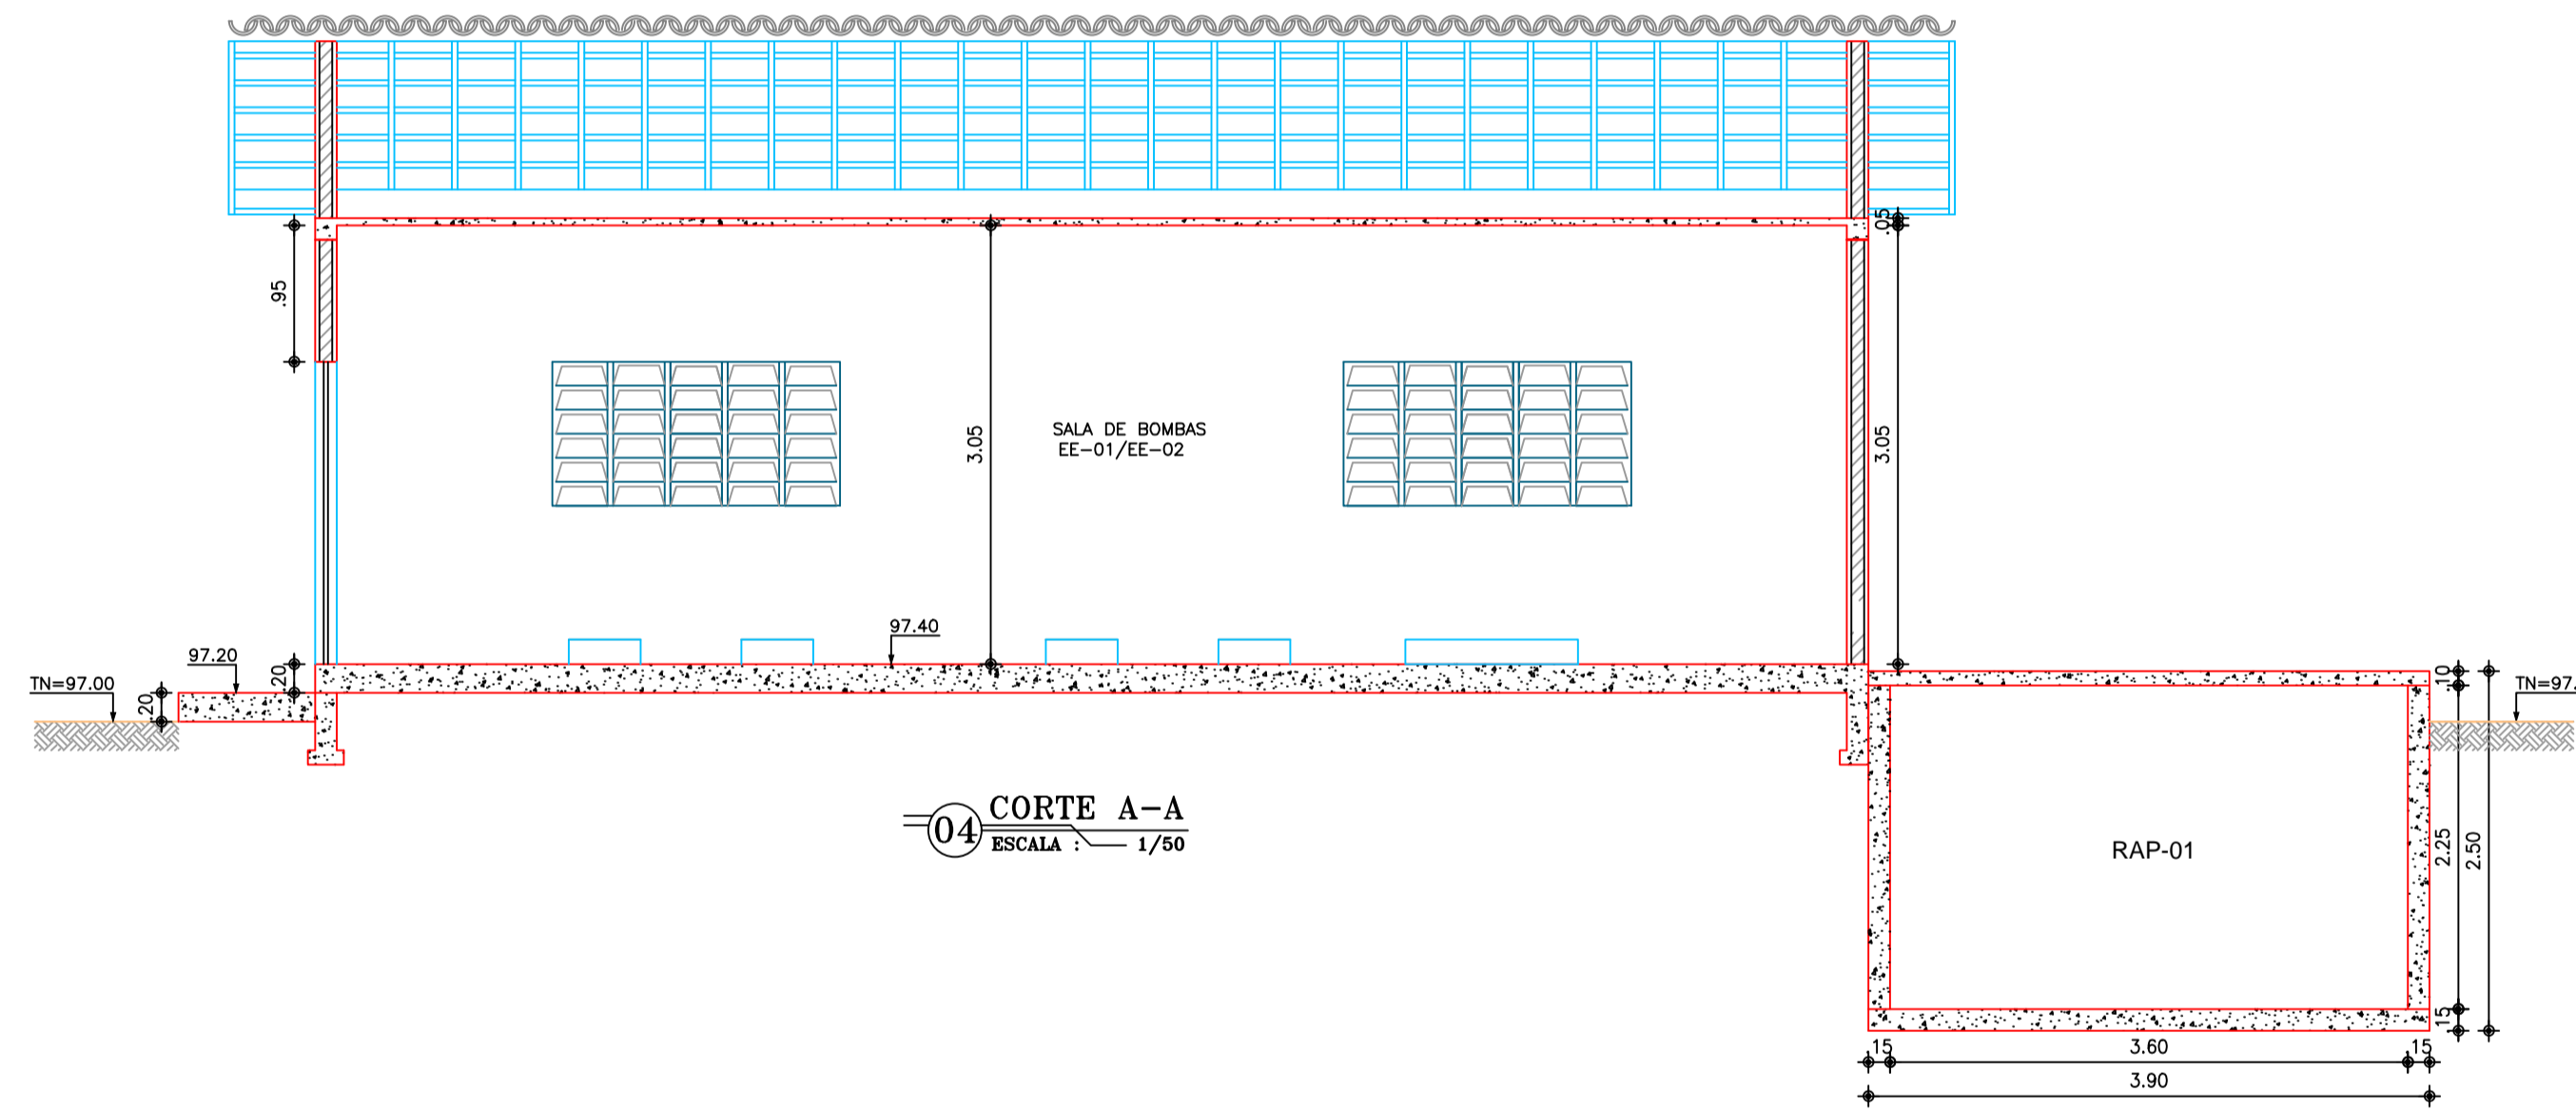 .05
.95
3.05
SALA DE BOMBAS
EE-01/EE-02
3.05
97.40
97.20
.20
TN=97.00
.20
.10
TN=97.
CORTE A-A
04
ESCALA : 1/50
RAP-01
2.25
2.50
.15
.15
3.60
.15
3.90